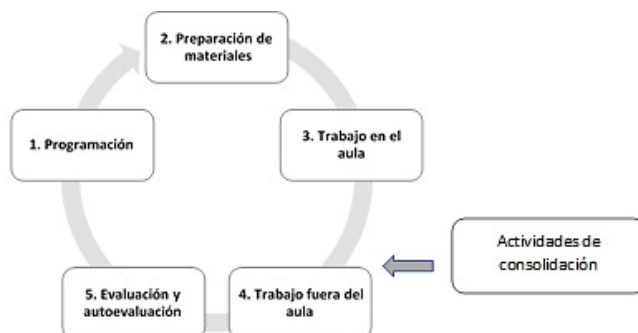 2. Preparación de
materiales
1. Programación
3. Trabajo en el
aula
Actividades de
consolidación
5. Evaluación y
autoevaluación
4. Trabajo fuera del
aula